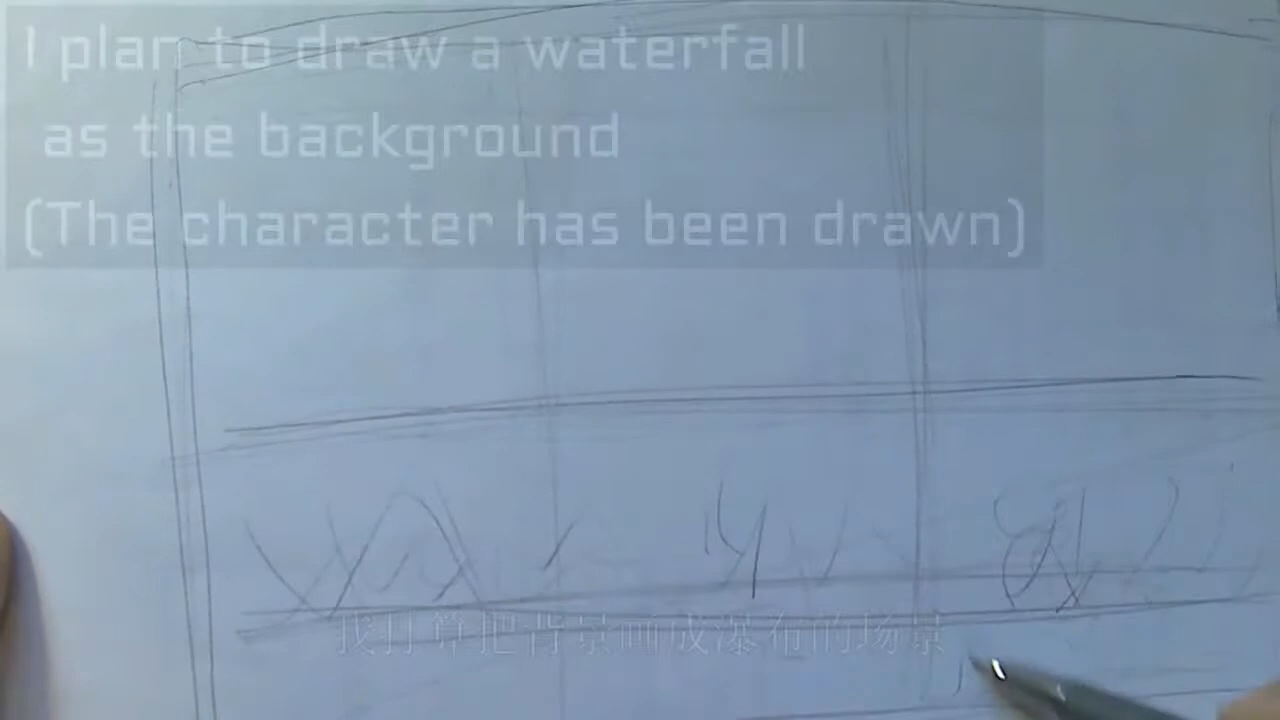 I plan to draw a waterfall
as the background
(The character has been drawn)
我打算把背景画成瀑布的场景